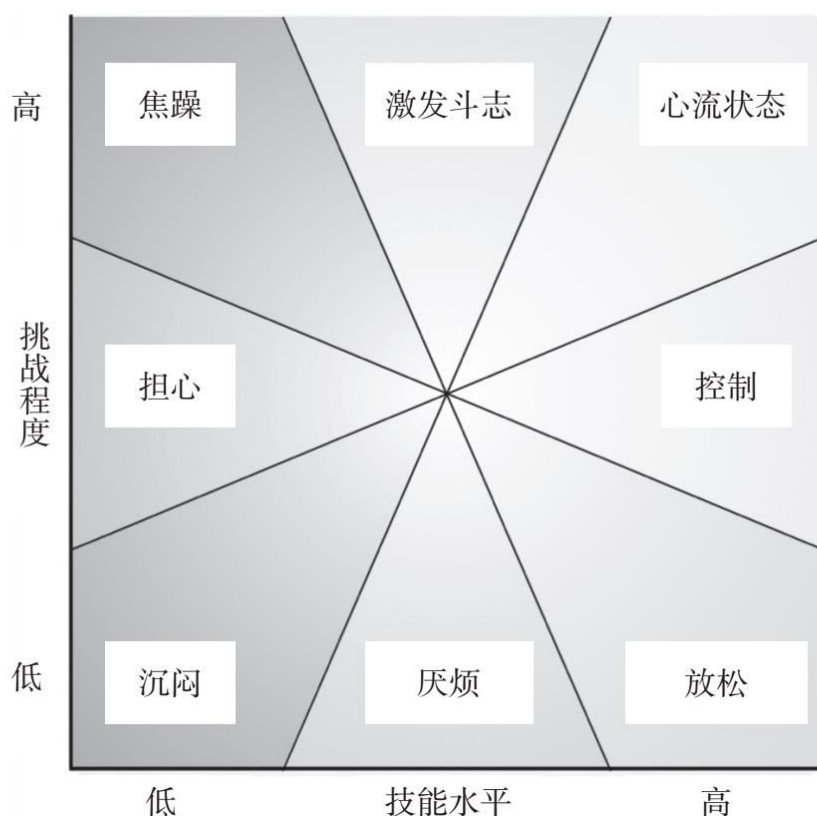 高
焦躁
激发斗志
心流状态
挑战程度
担心
控制
低
沉闷
厌烦
放松
低
技能水平
高